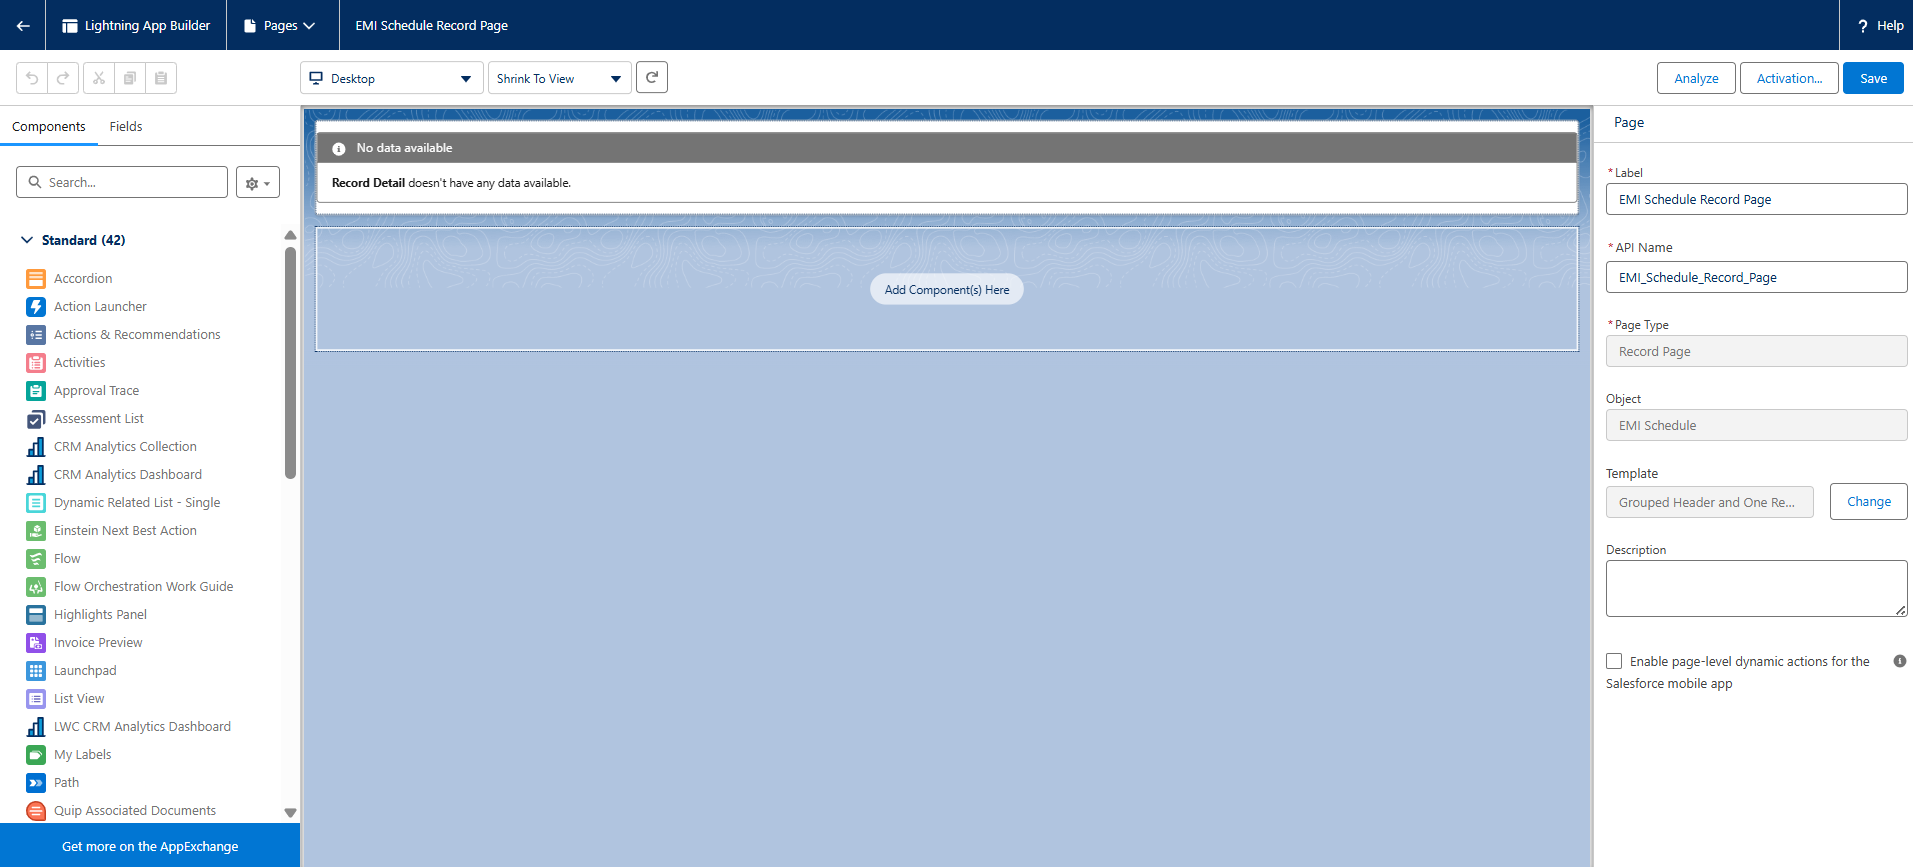 Lightning App Builder
Pages
EMI Schedule Record Page
? Help
Desktop
Shrink To View
Analyze
Activation...
Save
Components
Fields
Search...
Standard (42)
Accordion
Action Launcher
Actions & Recommendations
Activities
Approval Trace
Assessment List
CRM Analytics Collection
CRM Analytics Dashboard
Dynamic Related List - Single
Einstein Next Best Action
Flow
Flow Orchestration Work Guide
Highlights Panel
Invoice Preview
Launchpad
List View
LWC CRM Analytics Dashboard
My Labels
Path
Quip Associated Documents
Get more on the AppExchange
No data available
Record Detail doesn't have any data available.
Add Component(s) Here
Page
*Label
EMI Schedule Record Page
*API Name
EMI_Schedule_Record_Page
*Page Type
Record Page
Object
EMI Schedule
Template
Grouped Header and One Re...
Change
Description
Enable page-level dynamic actions for the
Salesforce mobile app